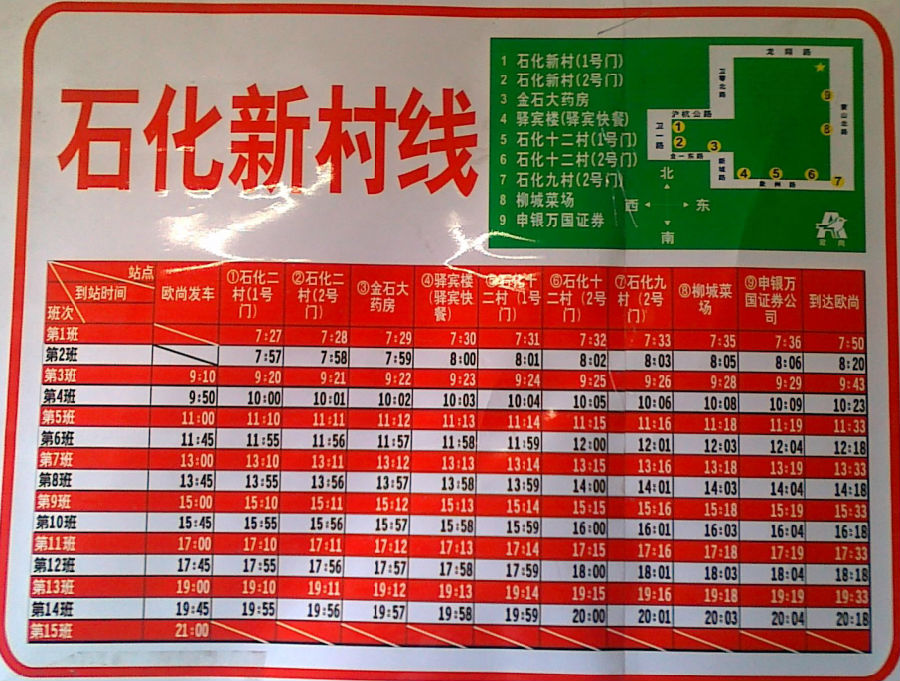 石化新村线
1 石化新村(1号门)
2 石化新村(2号门)
3 金石大药房
4 驿宾楼(驿宾快餐)
5 石化十二村(1号门)
6 石化十二村(2号门)
7 石化九村(2号门)
8 柳城菜场
9 申银万国证券
龙翔路
卫零北路
沪杭公路
卫一路
金一东路
新城路
蒙山北路
1
2
3
4 5 6 7
8
9
北
西 东
南
站点
到站时间
班次
欧尚发车 ①石化二村(1号门) ②石化二村(2号门) ③金石大药房 ④驿宾楼(驿宾快餐) ⑤石化十二村(1号门) ⑥石化十二村(2号门) ⑦石化九村(2号门) ⑧柳城菜场 ⑨申银万国证券公司 到达欧尚
第1班 7:27 7:28 7:29 7:30 7:31 7:32 7:33 7:35 7:36 7:50
第2班 7:57 7:58 7:59 8:00 8:01 8:02 8:03 8:05 8:06 8:20
第3班 9:10 9:20 9:21 9:22 9:23 9:24 9:25 9:26 9:28 9:29 9:43
第4班 9:50 10:00 10:01 10:02 10:03 10:04 10:05 10:06 10:08 10:09 10:23
第5班 11:00 11:10 11:11 11:12 11:13 11:14 11:15 11:16 11:18 11:19 11:33
第6班 11:45 11:55 11:56 11:57 11:58 11:59 12:00 12:01 12:03 12:04 12:18
第7班 13:00 13:10 13:11 13:12 13:13 13:14 13:15 13:16 13:18 13:19 13:33
第8班 13:45 13:55 13:56 13:57 13:58 13:59 14:00 14:01 14:03 14:04 14:18
第9班 15:00 15:10 15:11 15:12 15:13 15:14 15:15 15:16 15:18 15:19 15:33
第10班 15:45 15:55 15:56 15:57 15:58 15:59 16:00 16:01 16:03 16:04 16:18
第11班 17:00 17:10 17:11 17:12 17:13 17:14 17:15 17:16 17:18 17:19 17:33
第12班 17:45 17:55 17:56 17:57 17:58 17:59 18:00 18:01 18:03 18:04 18:18
第13班 19:00 19:10 19:11 19:12 19:13 19:14 19:15 19:16 19:18 19:19 19:33
第14班 19:45 19:55 19:56 19:57 19:58 19:59 20:00 20:01 20:03 20:04 20:18
第15班 21:00